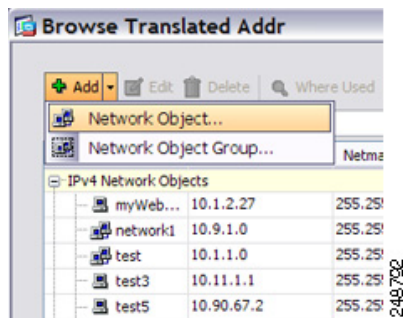 Browse Translated Addr
Add Edit Delete Where Used
Network Object...
Network Object Group...
Netma
IPv4 Network Objects
myWeb... 10.1.2.27 255.25
network1 10.9.1.0 255.25
test 10.1.1.0 255.25
test3 10.11.1.1 255.25
test5 10.90.67.2 255.25
248792